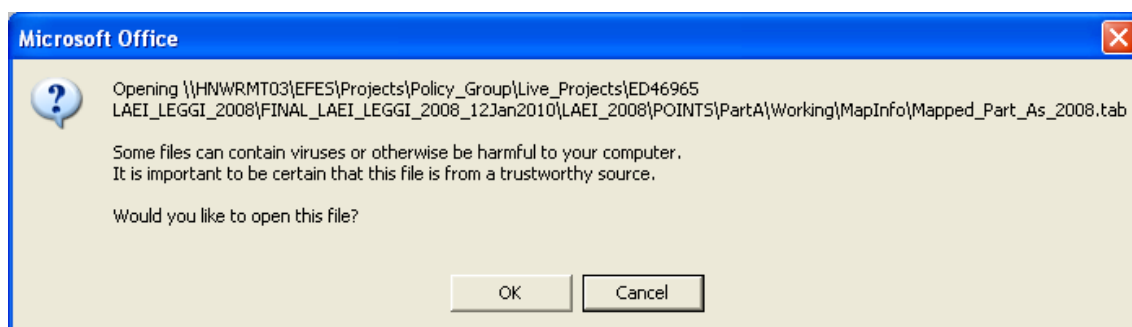 Microsoft Office
Opening \\HNWRMT03\EFES\Projects\Policy_Group\Live_Projects\ED46965
LAEI_LEGGI_2008\FINAL_LAEI_LEGGI_2008_12Jan2010\LAEI_2008\POINTS\PartA\Working\MapInfo\Mapped_Part_As_2008.tab
Some files can contain viruses or otherwise be harmful to your computer.
It is important to be certain that this file is from a trustworthy source.
Would you like to open this file?
OK Cancel